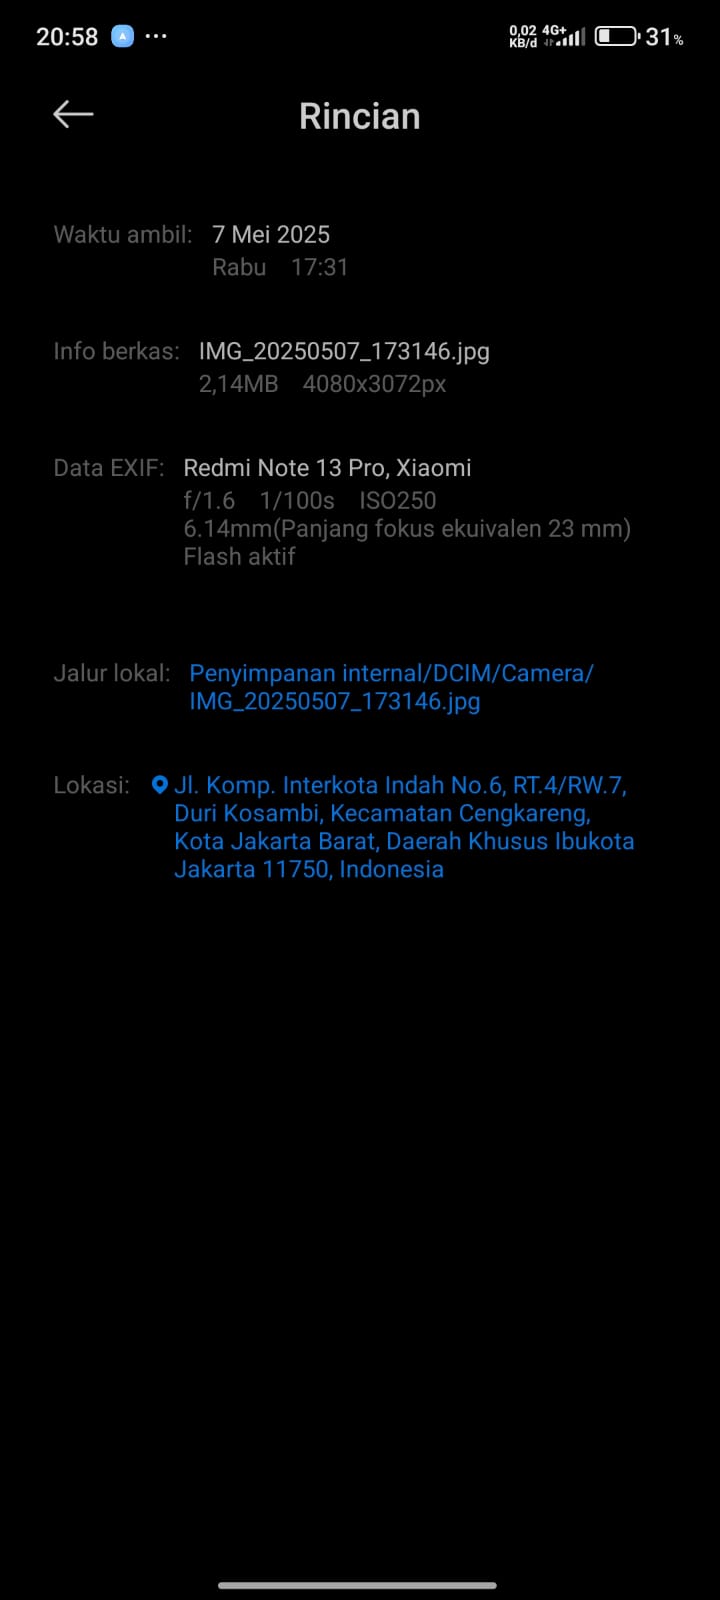 20:58 ... 0,02 KB/d 4G+ 31%
Rincian
Waktu ambil: 7 Mei 2025
Rabu 17:31
Info berkas: IMG_20250507_173146.jpg
2,14MB 4080x3072px
Data EXIF: Redmi Note 13 Pro, Xiaomi
f/1.6 1/100s ISO250
6.14mm(Panjang fokus ekuivalen 23 mm)
Flash aktif
Jalur lokal: Penyimpanan internal/DCIM/Camera/
IMG_20250507_173146.jpg
Lokasi: Jl. Komp. Interkota Indah No.6, RT.4/RW.7,
Duri Kosambi, Kecamatan Cengkareng,
Kota Jakarta Barat, Daerah Khusus Ibukota
Jakarta 11750, Indonesia